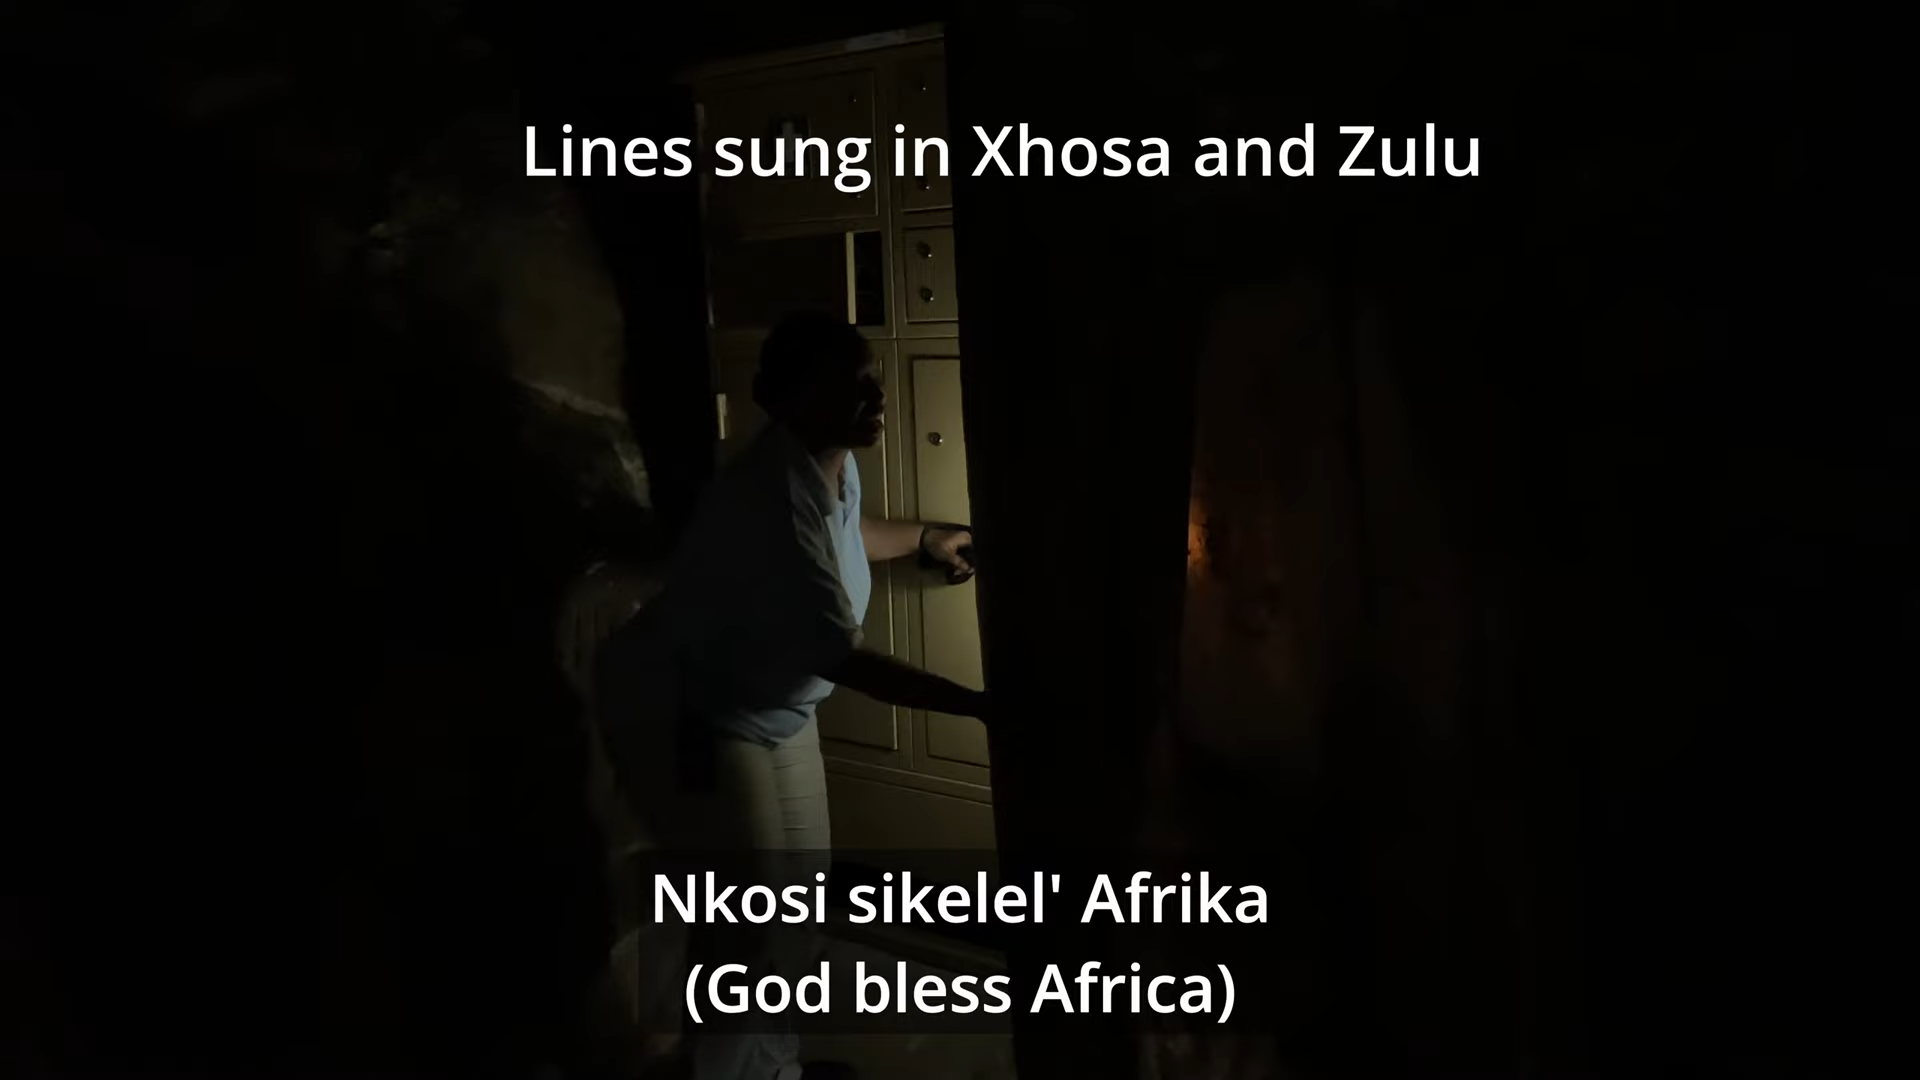 Lines sung in Xhosa and Zulu
Nkosi sikelel' Afrika
(God bless Africa)